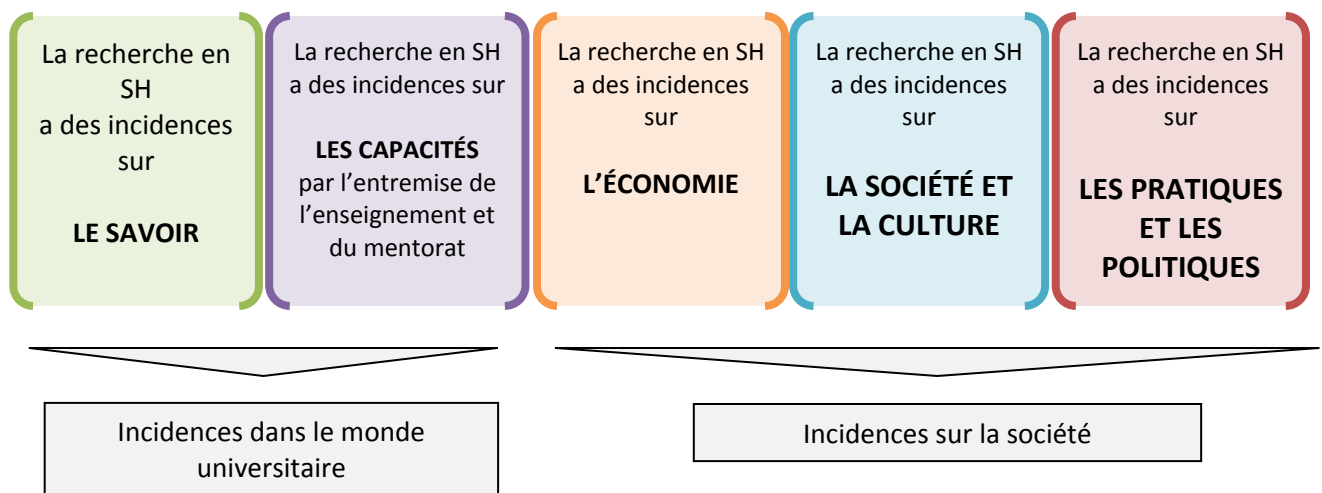 La recherche en
SH
a des incidences
sur
LE SAVOIR
La recherche en SH
a des incidences sur
LES CAPACITÉS
par l’entremise de
l’enseignement et
du mentorat
La recherche en SH
a des incidences
sur
L’ÉCONOMIE
La recherche en SH
a des incidences
sur
LA SOCIÉTÉ ET
LA CULTURE
La recherche en SH
a des incidences
sur
LES PRATIQUES
ET LES
POLITIQUES
Incidences dans le monde
universitaire
Incidences sur la société